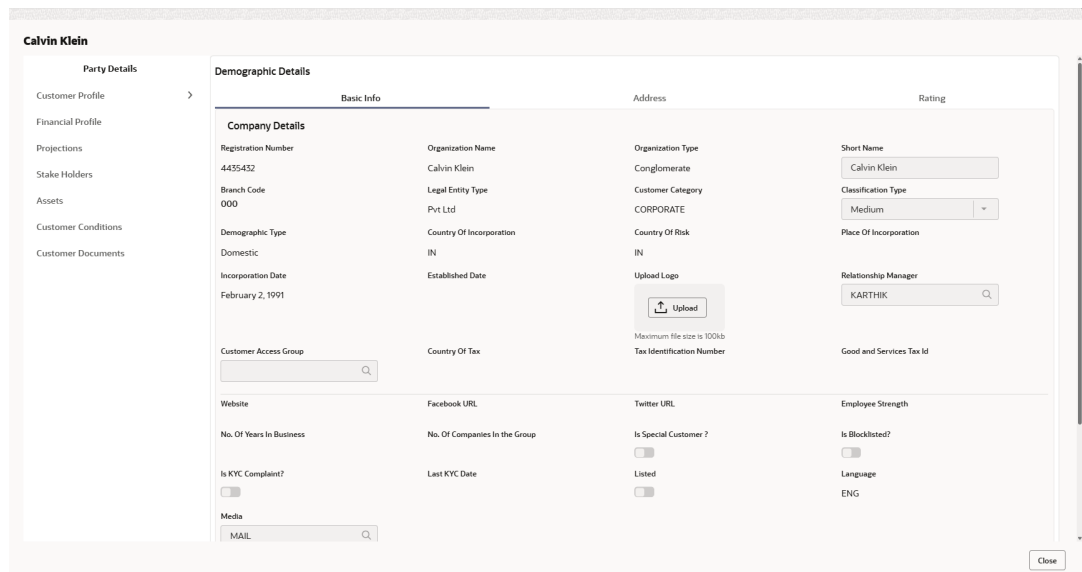 Calvin Klein
Party Details
Customer Profile
Financial Profile
Projections
Stake Holders
Assets
Customer Conditions
Customer Documents
Demographic Details
Basic Info Address Rating
Company Details
Registration Number Organization Name Organization Type Short Name
4435432 Calvin Klein Conglomerate Calvin Klein
Branch Code Legal Entity Type Customer Category Classification Type
000 Pvt Ltd CORPORATE Medium
Demographic Type Country Of Incorporation Country Of Risk Place Of Incorporation
Domestic IN IN
Incorporation Date Established Date Upload Logo Relationship Manager
February 2, 1991 Upload KARTHIK
Maximum file size is 100kb
Customer Access Group Country Of Tax Tax Identification Number Good and Services Tax Id
Website Facebook URL Twitter URL Employee Strength
No. Of Years In Business No. Of Companies In the Group Is Special Customer ? Is Blocklisted?
Is KYC Complaint? Last KYC Date Listed Language
ENG
Media
MAIL
Close